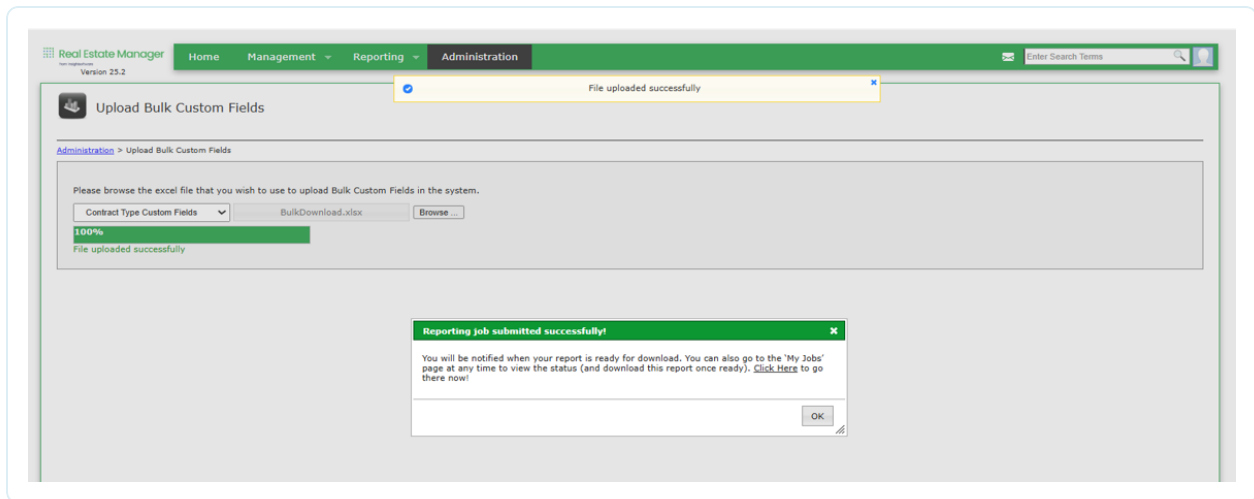 Real Estate Manager
Version 25.2
Home Management Reporting Administration
Enter Search Terms
File uploaded successfully
Upload Bulk Custom Fields
Administration > Upload Bulk Custom Fields
Please browse the excel file that you wish to use to upload Bulk Custom Fields in the system.
Contract Type Custom Fields BulkDownload.xlsx Browse ...
100%
File uploaded successfully
Reporting job submitted successfully!
You will be notified when your report is ready for download. You can also go to the 'My Jobs'
page at any time to view the status (and download this report once ready). Click Here to go
there now!
OK